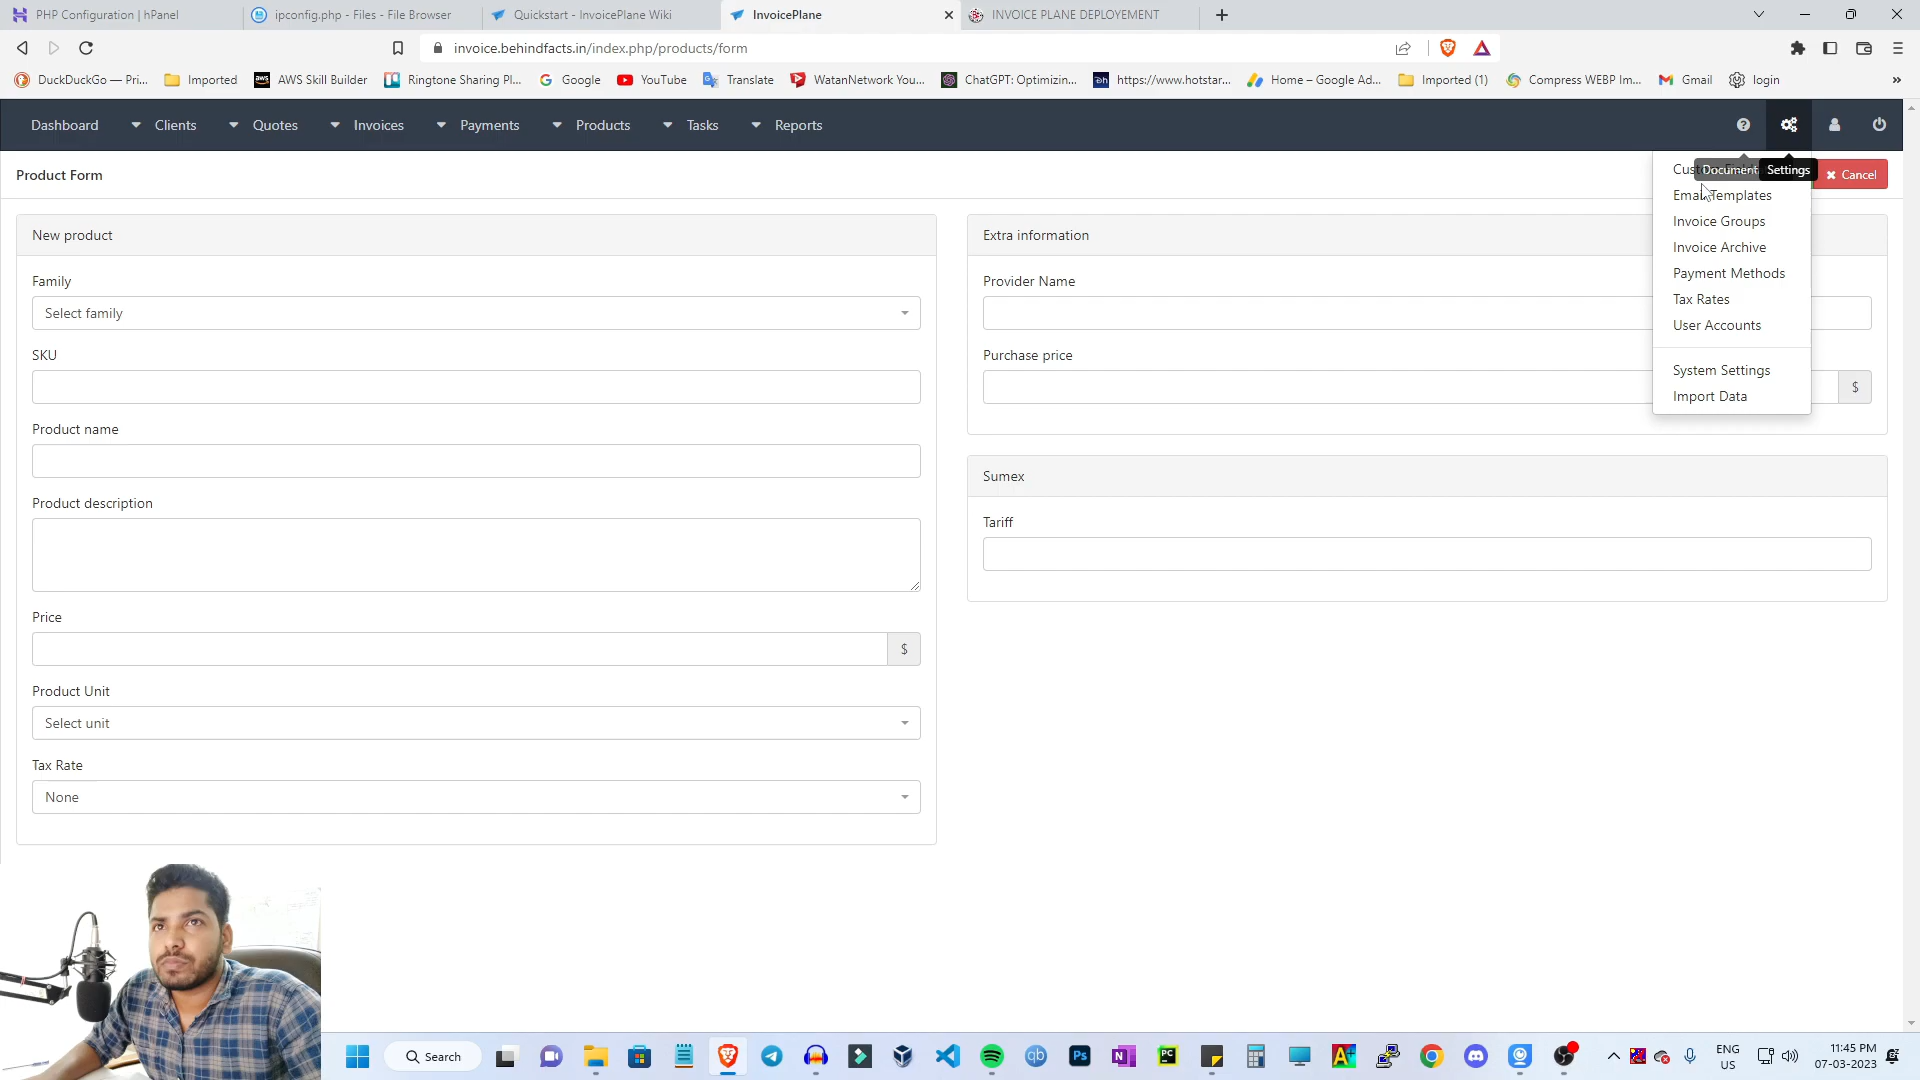 PHP Configuration | hPanel
ipconfig.php - Files - File Browser
Quickstart - InvoicePlane Wiki
InvoicePlane
INVOICE PLANE DEPLOYEMENT
invoice.behindfacts.in/index.php/products/form
DuckDuckGo — Pri...
Imported
AWS Skill Builder
Ringtone Sharing Pl...
Google
YouTube
Translate
WatanNetwork You...
ChatGPT: Optimizin...
https://www.hotstar...
Home – Google Ad...
Imported (1)
Compress WEBP Im...
Gmail
login
Dashboard
Clients
Quotes
Invoices
Payments
Products
Tasks
Reports
Product Form
Document
Settings
Cancel
Email Templates
Invoice Groups
Invoice Archive
Payment Methods
Tax Rates
User Accounts
System Settings
Import Data
New product
Family
Select family
SKU
Product name
Product description
Price
$
Product Unit
Select unit
Tax Rate
None
Extra information
Provider Name
Purchase price
$
Sumex
Tariff
Search
ENG
US
11:45 PM
07-03-2023